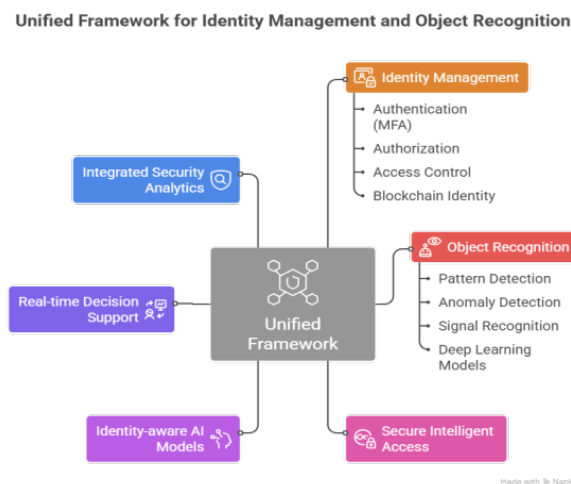 Unified Framework for Identity Management and Object Recognition
Identity Management
Authentication
(MFA)
Authorization
Access Control
Blockchain Identity
Integrated Security
Analytics
Object Recognition
Pattern Detection
Anomaly Detection
Signal Recognition
Deep Learning
Models
Real-time Decision
Support
Unified
Framework
Identity-aware AI
Models
Secure Intelligent
Access
Made with